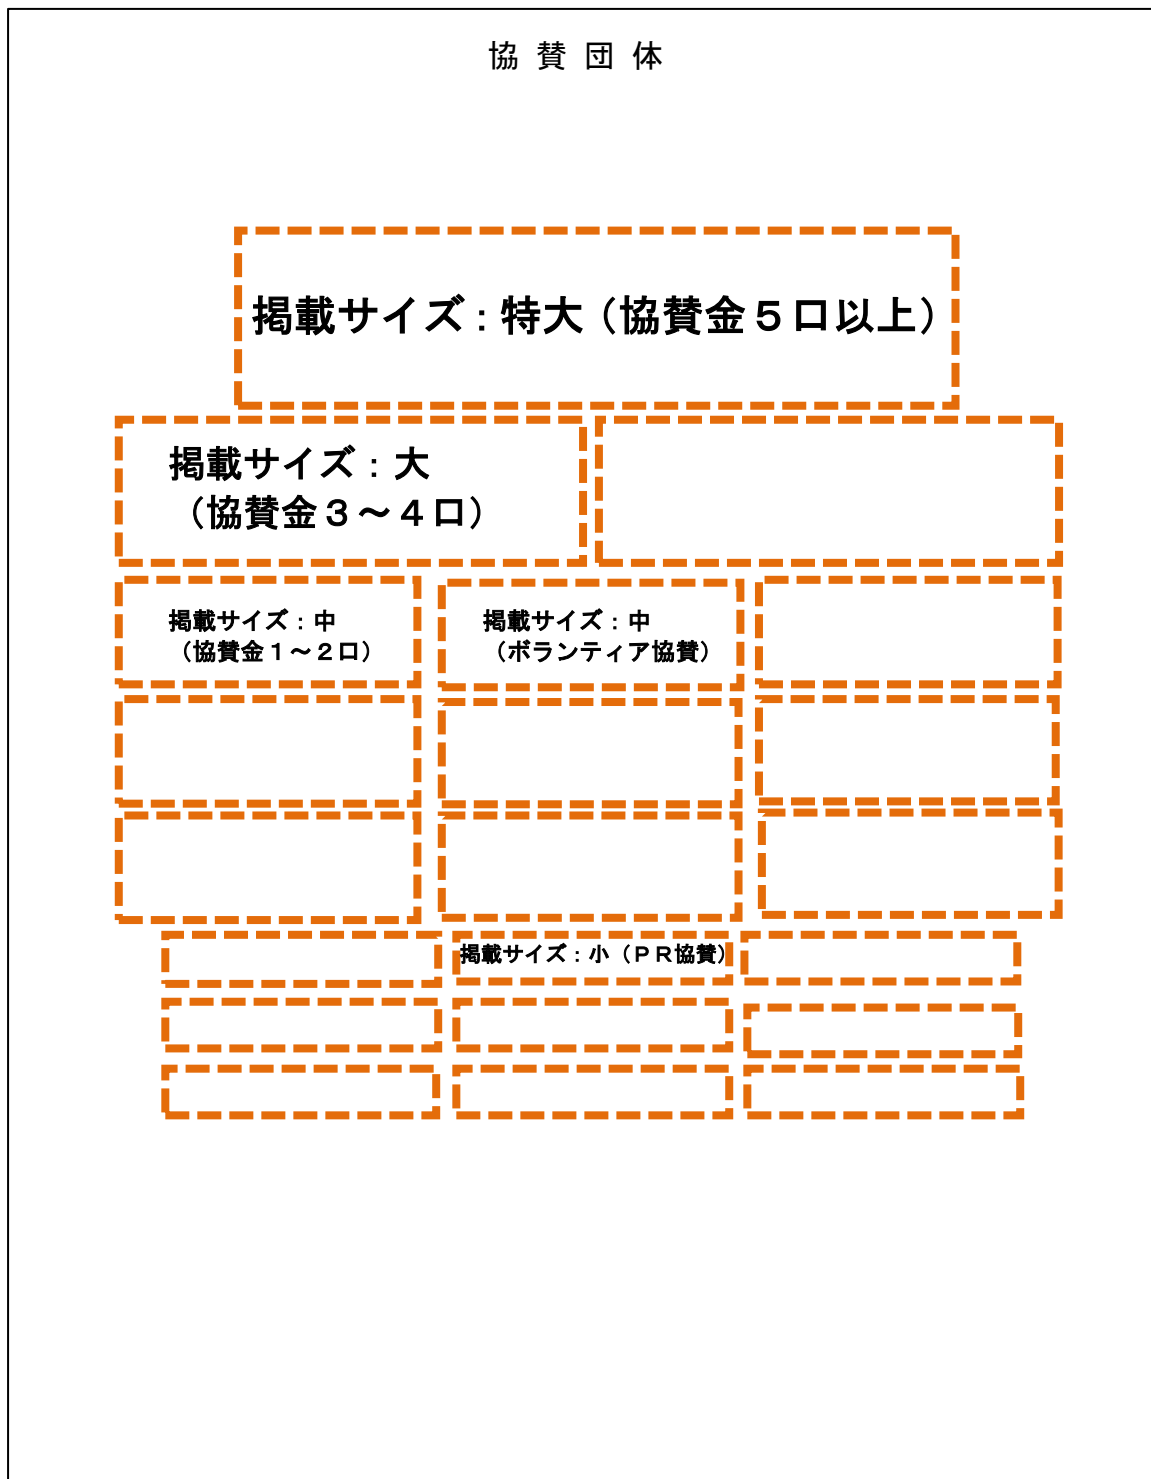 協賛団体
掲載サイズ：特大（協賛金５口以上）
掲載サイズ：大
（協賛金３～４口）
掲載サイズ：中
（協賛金１～２口）
掲載サイズ：中
（ボランティア協賛）
掲載サイズ：小（ＰＲ協賛）